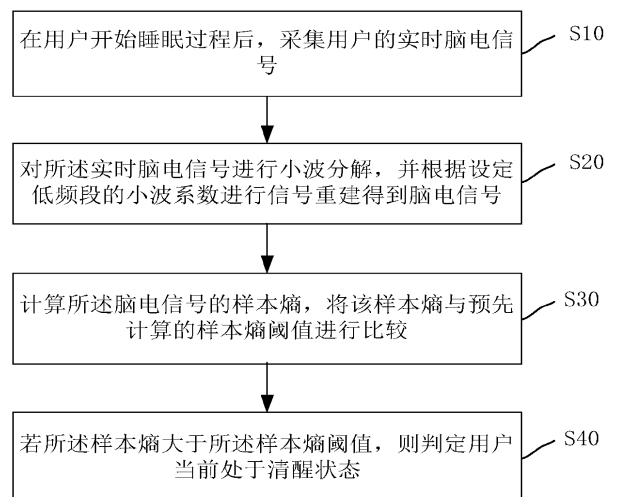 在用户开始睡眠过程后，采集用户的实时脑电信
号
S10
对所述实时脑电信号进行小波分解，并根据设定
低频段的小波系数进行信号重建得到脑电信号
S20
计算所述脑电信号的样本熵，将该样本熵与预先
计算的样本熵阈值进行比较
S30
若所述样本熵大于所述样本熵阈值，则判定用户
当前处于清醒状态
S40